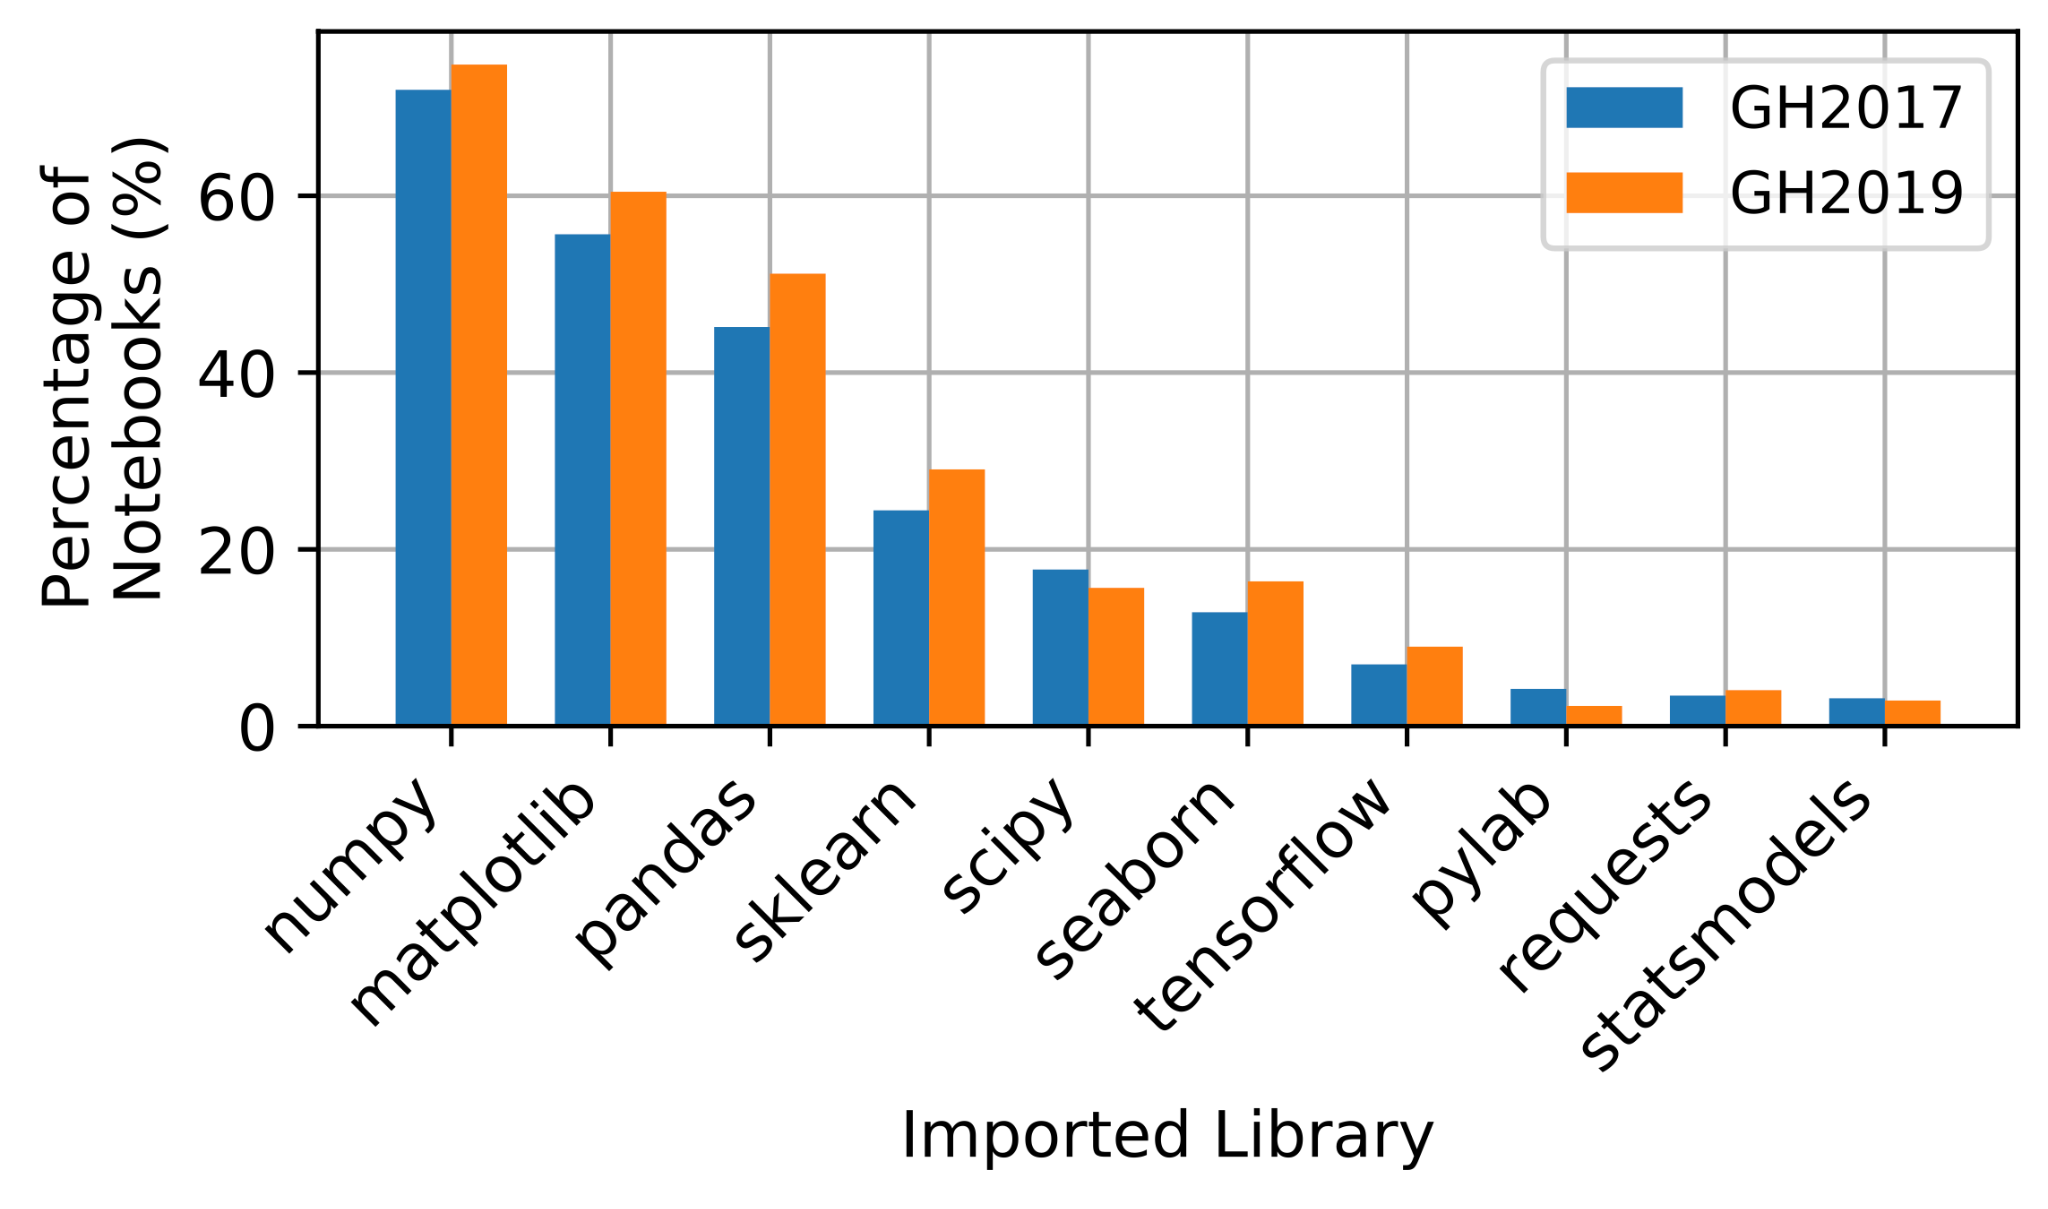 Percentage of
Notebooks (%)
60
40
20
0
GH2017
GH2019
numpy
matplotlib
pandas
sklearn
scipy
seaborn
tensorflow
pylab
requests
statsmodels
Imported Library